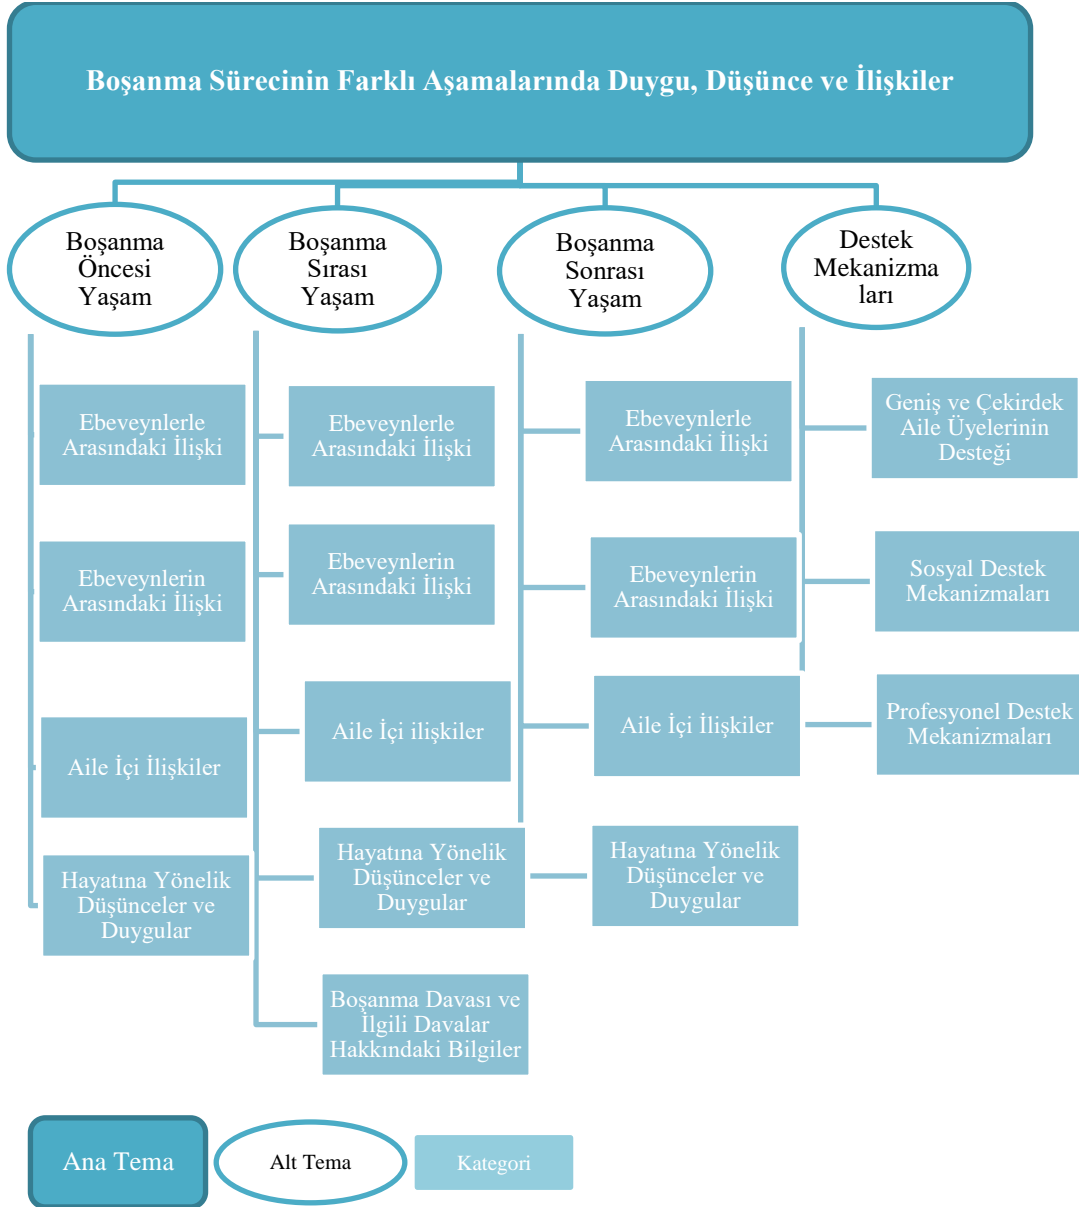 Boşanma Sürecinin Farklı Aşamalarında Duygu, Düşünce ve İlişkiler
Boşanma
Öncesi
Yaşam
Boşanma
Sırası
Yaşam
Boşanma
Sonrası
Yaşam
Destek
Mekanizma
ları
Ebeveynlerle
Arasındaki İlişki
Ebeveynlerin
Arasındaki İlişki
Aile İçi İlişkiler
Hayatına Yönelik
Düşünceler ve
Duygular
Ebeveynlerle
Arasındaki İlişki
Ebeveynlerin
Arasındaki İlişki
Aile İçi ilişkiler
Hayatına Yönelik
Düşünceler ve
Duygular
Boşanma Davası ve
İlgili Davalar
Hakkındaki Bilgiler
Ebeveynlerle
Arasındaki İlişki
Ebeveynlerin
Arasındaki İlişki
Aile İçi İlişkiler
Hayatına Yönelik
Düşünceler ve
Duygular
Geniş ve Çekirdek
Aile Üyelerinin
Desteği
Sosyal Destek
Mekanizmaları
Profesyonel Destek
Mekanizmaları
Ana Tema
Alt Tema
Kategori